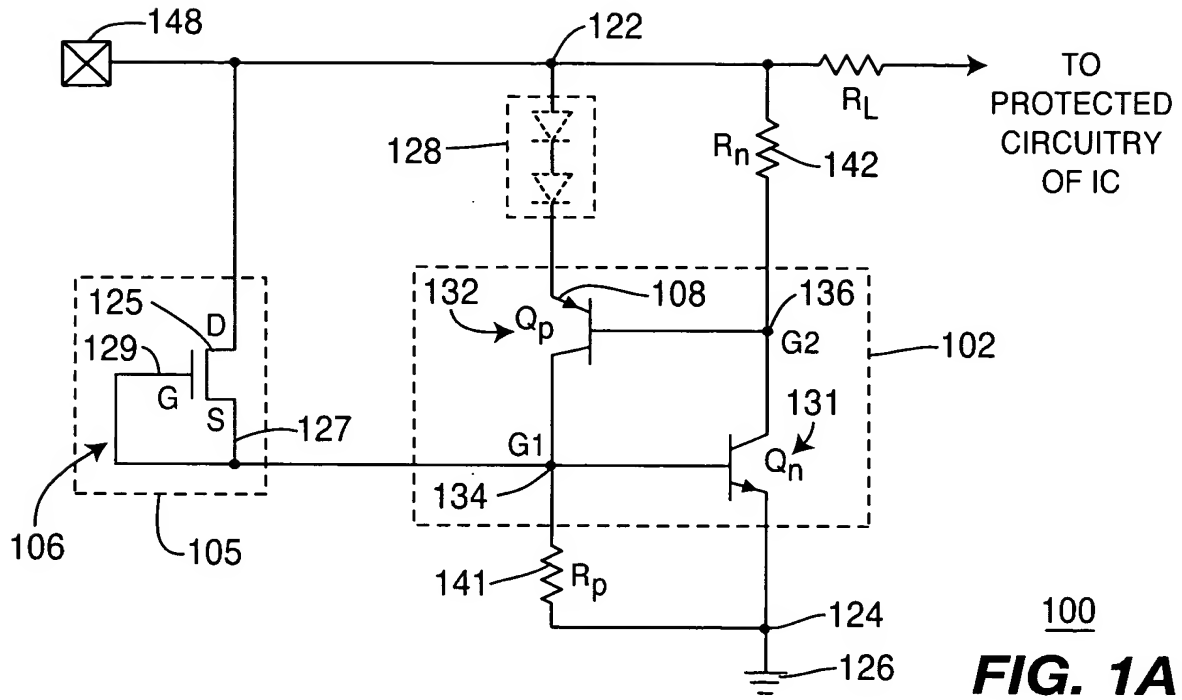 148
122
TO
PROTECTED
CIRCUITRY
OF IC
R_L
128
R_n
142
125
D
129
G
S
127
132
Q_p
108
136
G2
102
131
Q_n
G1
134
106
105
141
R_p
124
126
100
FIG. 1A